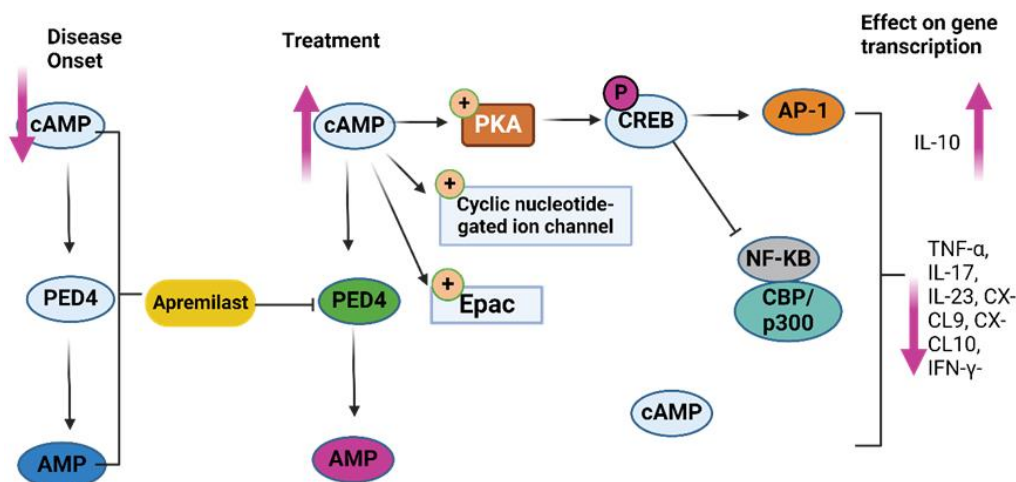 Disease
Onset
Treatment
Effect on gene
transcription
cAMP
PED4
AMP
Apremilast
cAMP
PED4
AMP
+
PKA
+
Cyclic nucleotide-
gated ion channel
+
Epac
P
CREB
AP-1
NF-KB
CBP/
p300
cAMP
IL-10
TNF-α,
IL-17,
IL-23, CX-
CL9, CX-
CL10,
IFN-γ-